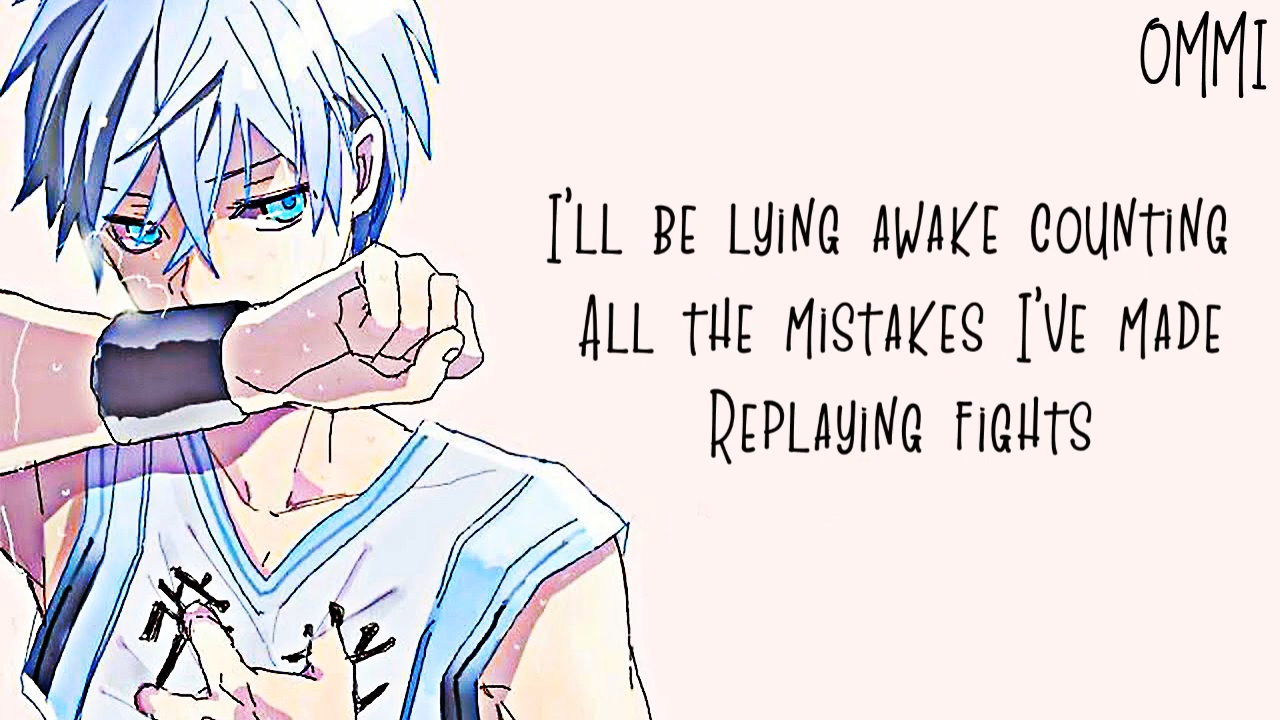 OMMI
I'll be lying awake counting
All the mistakes I've made
Replaying fights